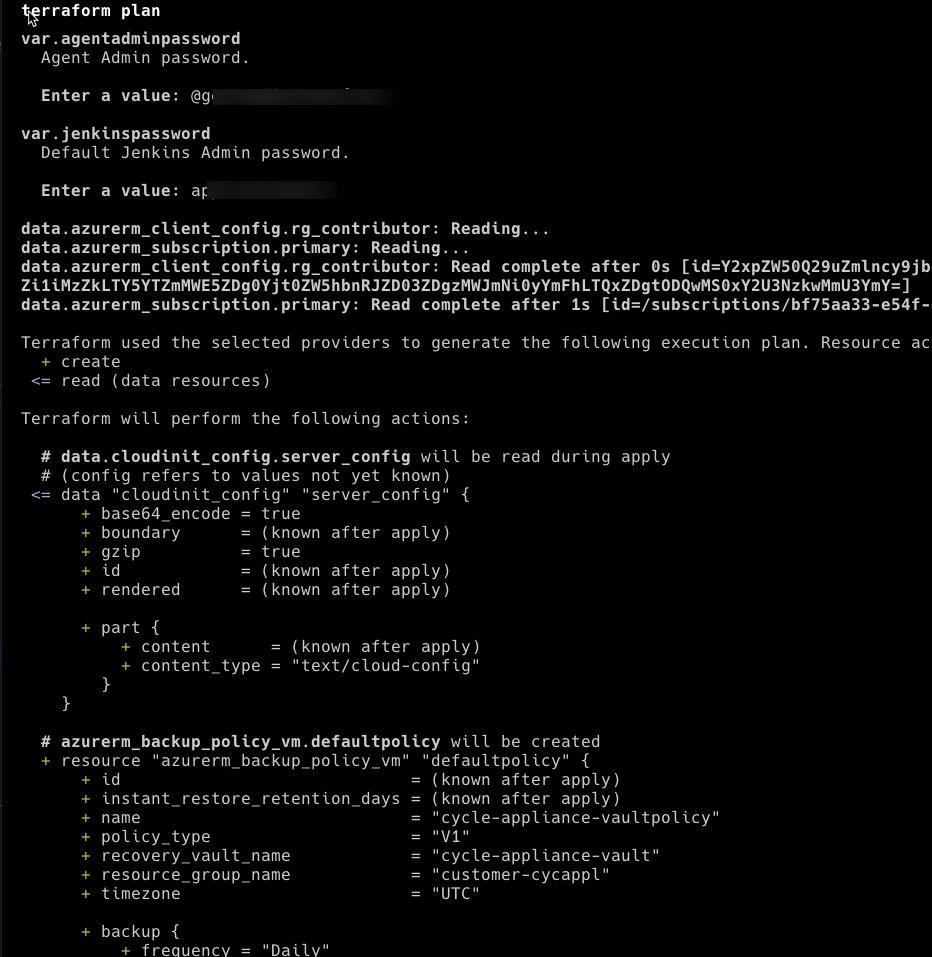 terraform plan
var.agentadminpassword
  Agent Admin password.

  Enter a value: @g

var.jenkinspassword
  Default Jenkins Admin password.

  Enter a value: ap

data.azurerm_client_config.rg_contributor: Reading...
data.azurerm_subscription.primary: Reading...
data.azurerm_client_config.rg_contributor: Read complete after 0s [id=Y2xpZW50Q29uZmlncy9jb
Zi1iMzZkLTY5YTZmMWE5ZDg0Yjt0ZW5hbnRJZD03ZDgzMWJmNi0yYmFhLTQxZDgtODQwMS0xY2U3NzkwMmU3YmY=]
data.azurerm_subscription.primary: Read complete after 1s [id=/subscriptions/bf75aa33-e54f-

Terraform used the selected providers to generate the following execution plan. Resource ac
  + create
 <= read (data resources)

Terraform will perform the following actions:

  # data.cloudinit_config.server_config will be read during apply
  # (config refers to values not yet known)
 <= data "cloudinit_config" "server_config" {
      + base64_encode = true
      + boundary      = (known after apply)
      + gzip          = true
      + id            = (known after apply)
      + rendered      = (known after apply)

      + part {
          + content      = (known after apply)
          + content_type = "text/cloud-config"
        }
    }

  # azurerm_backup_policy_vm.defaultpolicy will be created
  + resource "azurerm_backup_policy_vm" "defaultpolicy" {
      + id                             = (known after apply)
      + instant_restore_retention_days = (known after apply)
      + name                           = "cycle-appliance-vaultpolicy"
      + policy_type                    = "V1"
      + recovery_vault_name            = "cycle-appliance-vault"
      + resource_group_name            = "customer-cycappl"
      + timezone                       = "UTC"

      + backup {
          + frequency = "Daily"